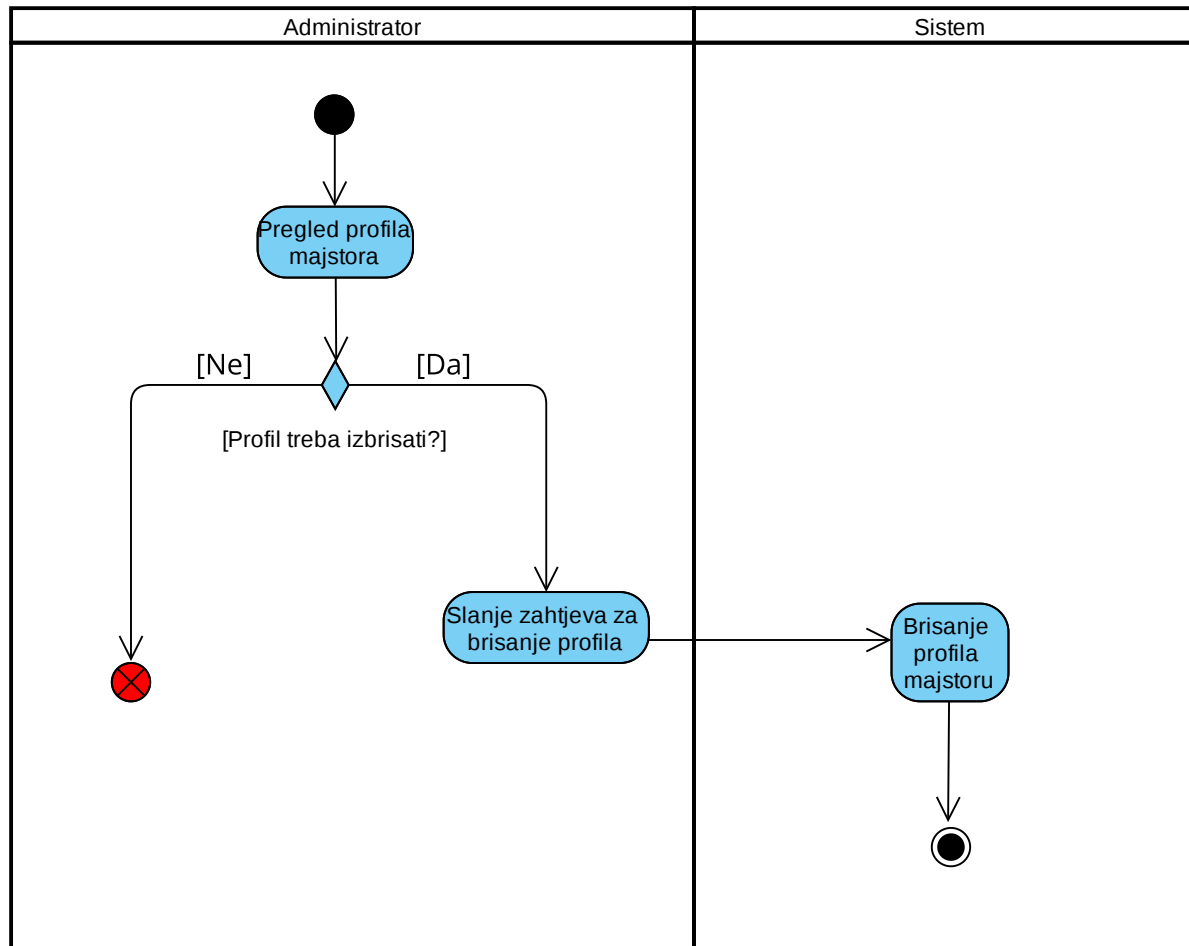 Administrator
Sistem
Pregled profila
majstora
[Ne]
[Da]
[Profil treba izbrisati?]
Slanje zahtjeva za
brisanje profila
Brisanje
profila
majstoru